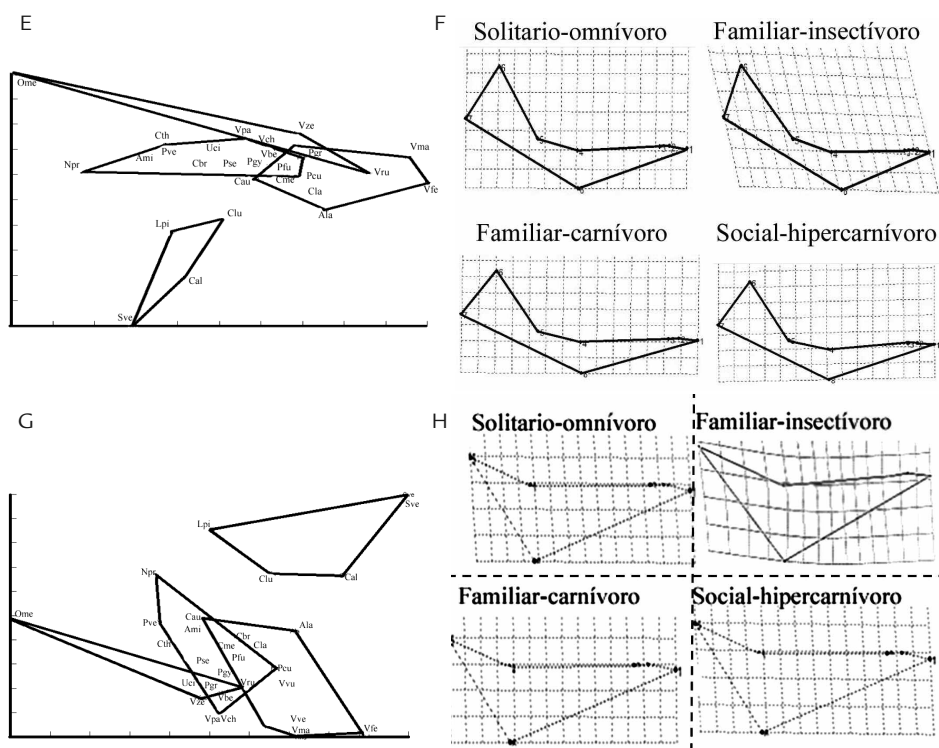 E
Ome
Vpa
Vze
Cth
Vch
Pve
Uci
Vbe
Pgr
Vma
Npr
Ami
Cbr
Pse
Pgy
Pfu
Pcu
Vru
Cau
Cme
Cla
Vfe
Ala
Clu
Lpi
Cal
Sve
F
Solitario-omnívoro
Familiar-insectívoro
Familiar-carnívoro
Social-hipercarnívoro
G
Sve
Lpi
Clu
Cal
Npr
Ome
Pve
Cau
Ami
Ala
Cth
Cme
Cbr
Cla
Pse
Pfu
Uci
Pgr
Pgy
Pcu
Vru
Vvu
Vze
Vbe
Vpa
Vch
Vve
Vma
Vfe
H
Solitario-omnívoro
Familiar-insectívoro
Familiar-carnívoro
Social-hipercarnívoro